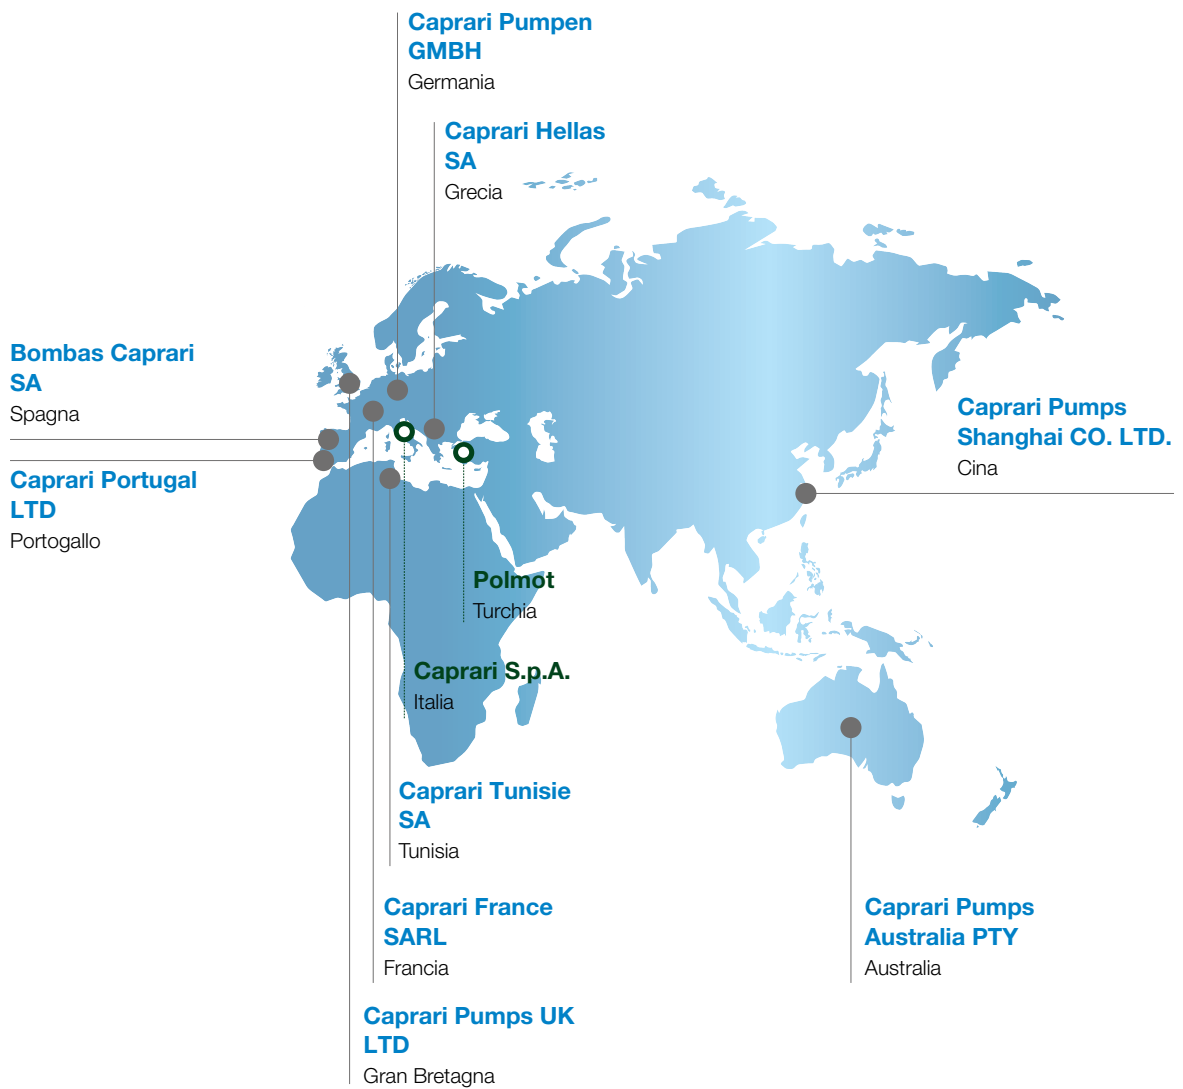 Caprari Pumpen
GMBH
Germania
Caprari Hellas
SA
Grecia
Bombas Caprari
SA
Spagna
Caprari Pumps
Shanghai CO. LTD.
Cina
Caprari Portugal
LTD
Portogallo
Polmot
Turchia
Caprari S.p.A.
Italia
Caprari Tunisie
SA
Tunisia
Caprari France
SARL
Francia
Caprari Pumps
Australia PTY
Australia
Caprari Pumps UK
LTD
Gran Bretagna